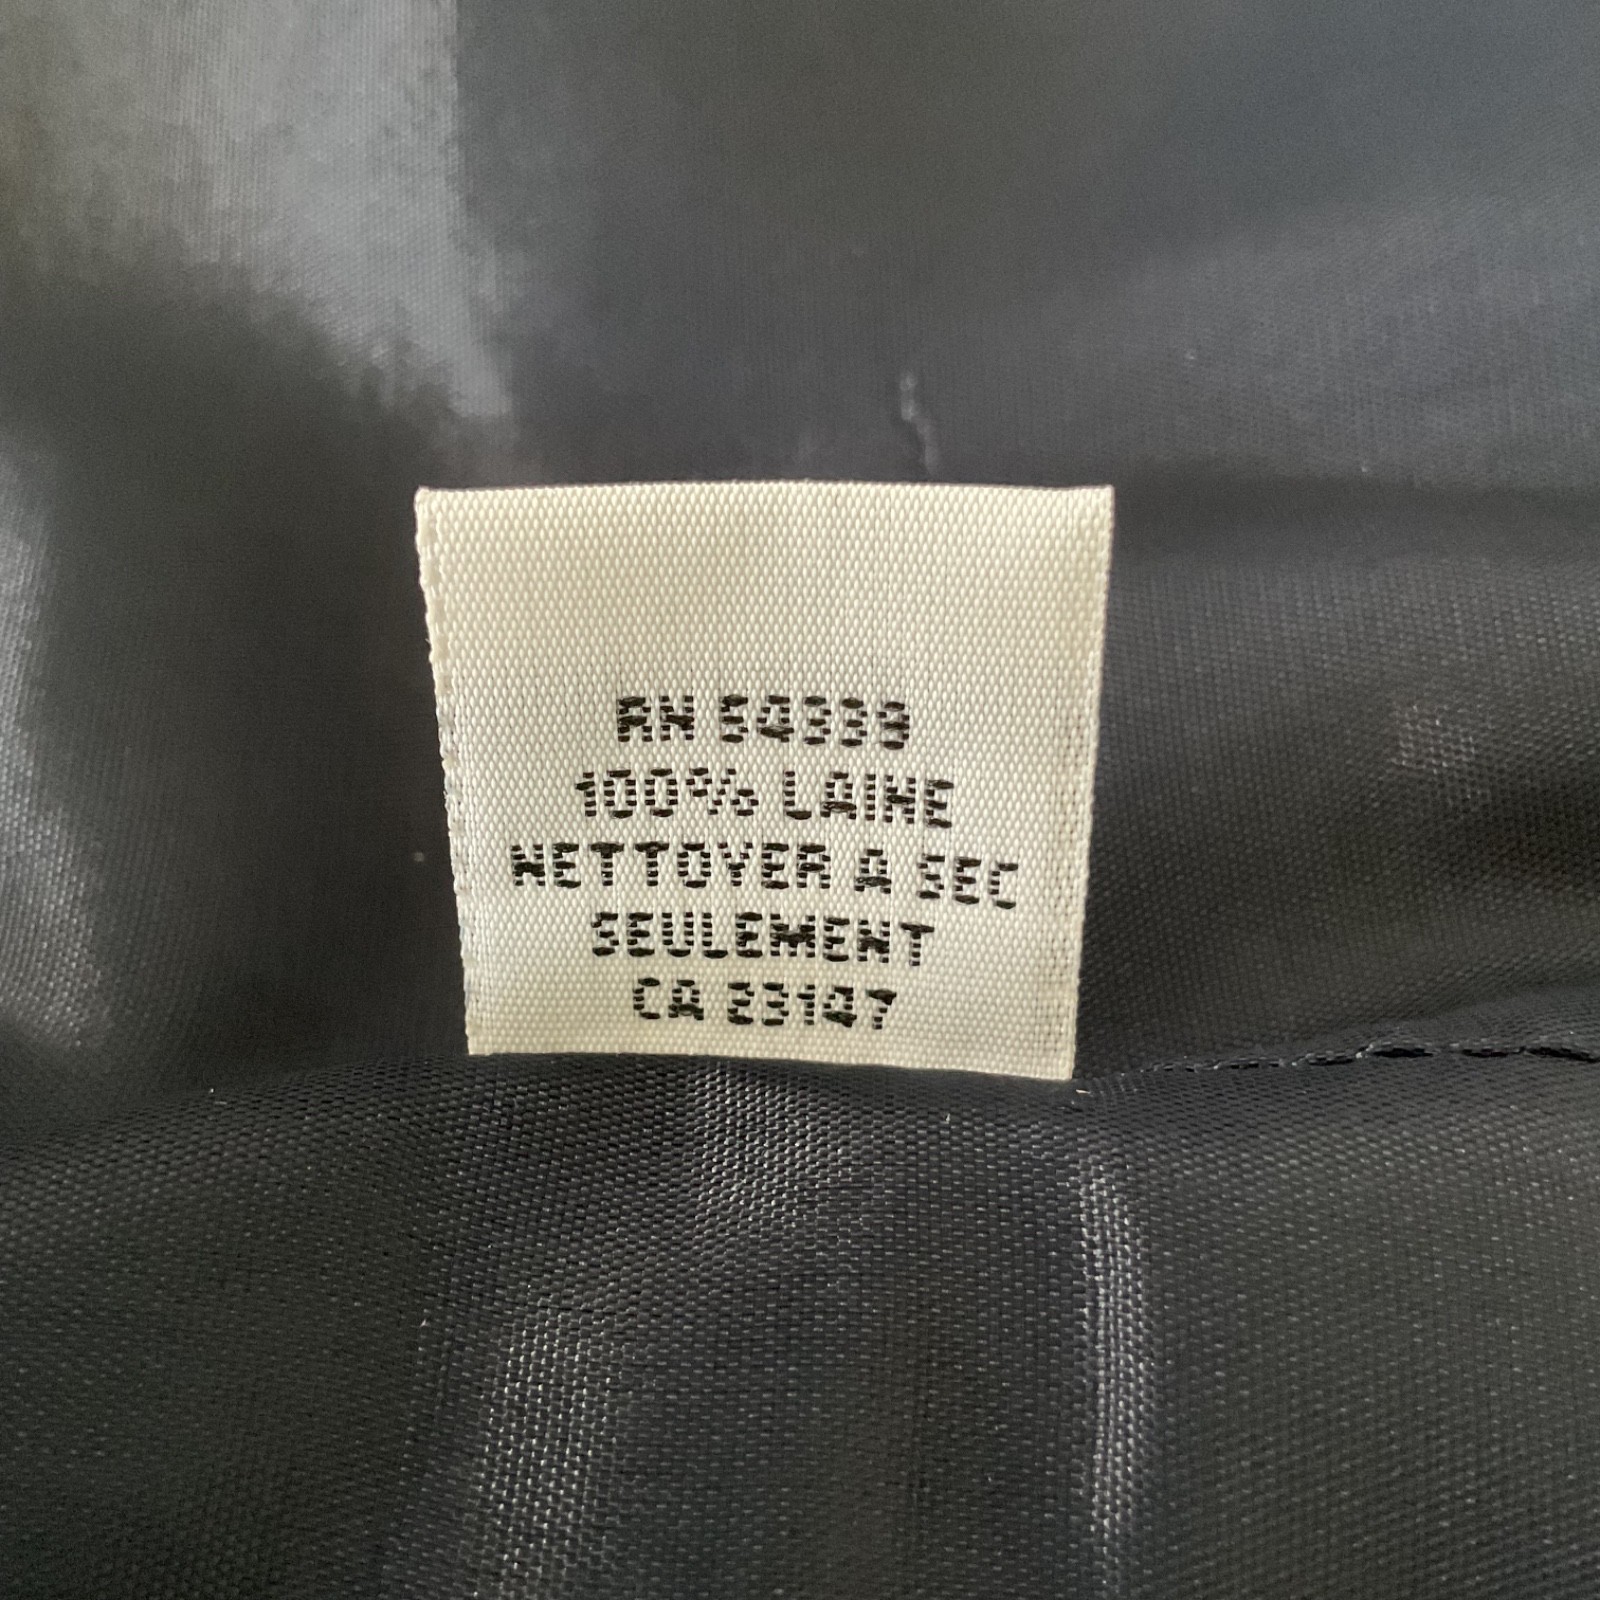 RN 54339
100% LAINE
NETTOYER A SEC
SEULEMENT
CA 23147